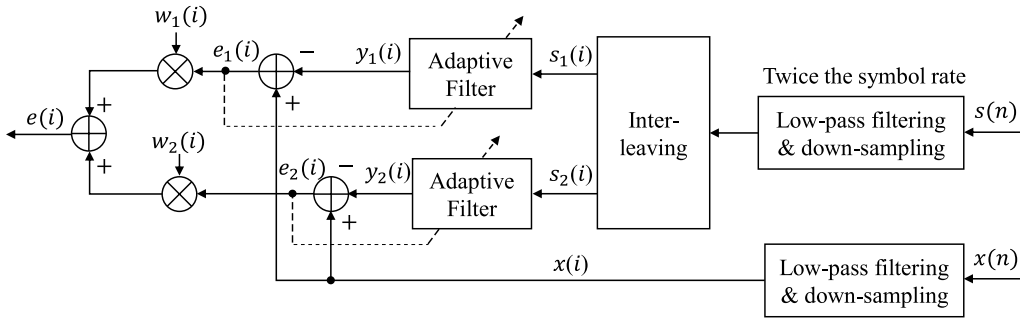 w₁(i)
e₁(i)
−
y₁(i)
Adaptive
Filter
s₁(i)
+
+
e(i)
+
w₂(i)
e₂(i)
−
y₂(i)
Adaptive
Filter
s₂(i)
+
Inter-
leaving
Twice the symbol rate
Low-pass filtering
& down-sampling
s(n)
x(i)
Low-pass filtering
& down-sampling
x(n)